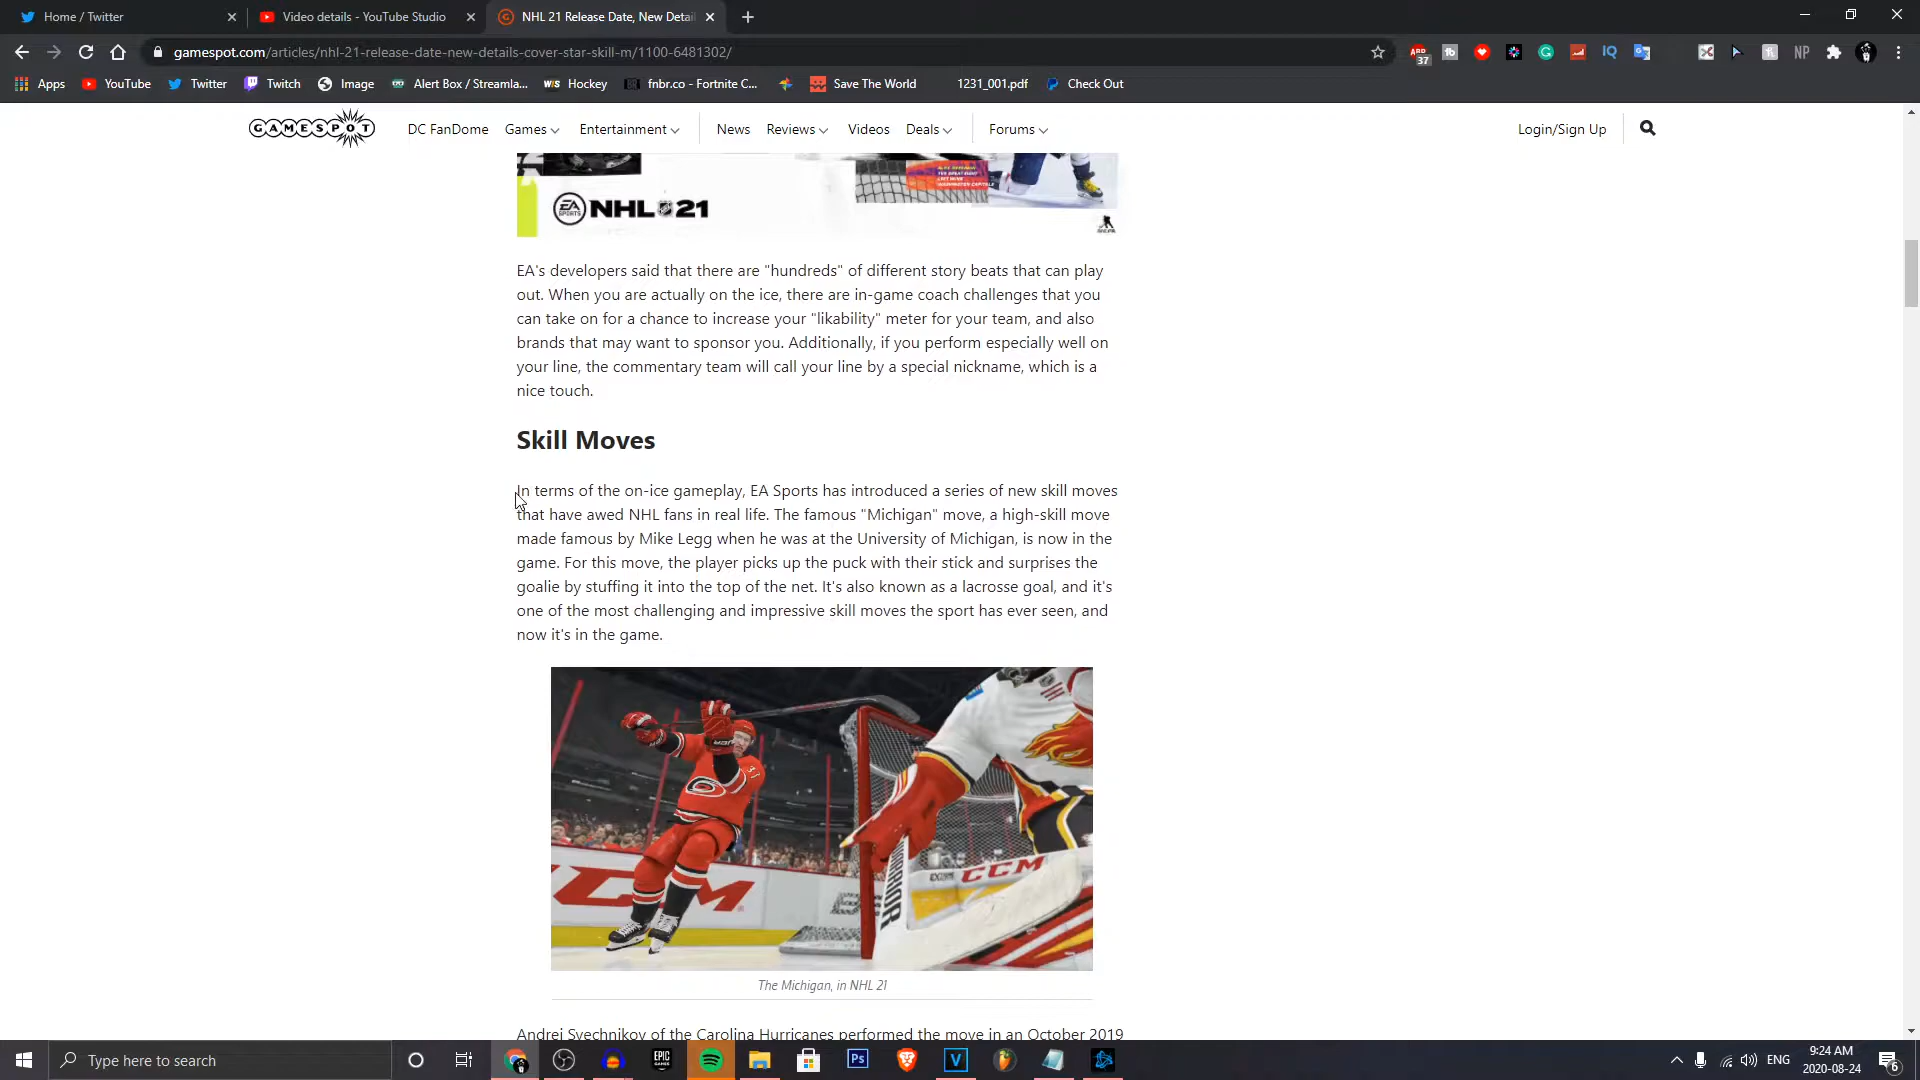 Home / Twitter
Video details - YouTube Studio
NHL 21 Release Date, New Detai
gamespot.com/articles/nhl-21-release-date-new-details-cover-star-skill-m/1100-6481302/
ABP
37
tb
IQ
NP
Apps
YouTube
Twitter
Twitch
Image
Alert Box / Streamla...
WIS
Hockey
fnbr.co - Fortnite C...
Save The World
1231_001.pdf
Check Out
GAMESPOT
DC FanDome
Games
Entertainment
News
Reviews
Videos
Deals
Forums
Login/Sign Up
EA SPORTS
NHL 21
EA's developers said that there are "hundreds" of different story beats that can play
out. When you are actually on the ice, there are in-game coach challenges that you
can take on for a chance to increase your "likability" meter for your team, and also
brands that may want to sponsor you. Additionally, if you perform especially well on
your line, the commentary team will call your line by a special nickname, which is a
nice touch.
Skill Moves
In terms of the on-ice gameplay, EA Sports has introduced a series of new skill moves
that have awed NHL fans in real life. The famous "Michigan" move, a high-skill move
made famous by Mike Legg when he was at the University of Michigan, is now in the
game. For this move, the player picks up the puck with their stick and surprises the
goalie by stuffing it into the top of the net. It's also known as a lacrosse goal, and it's
one of the most challenging and impressive skill moves the sport has ever seen, and
now it's in the game.
CCM
WARRIOR
The Michigan, in NHL 21
Andrei Svechnikov of the Carolina Hurricanes performed the move in an October 2019
Type here to search
EPIC GAMES
Ps
V
ENG
9:24 AM
2020-08-24
6